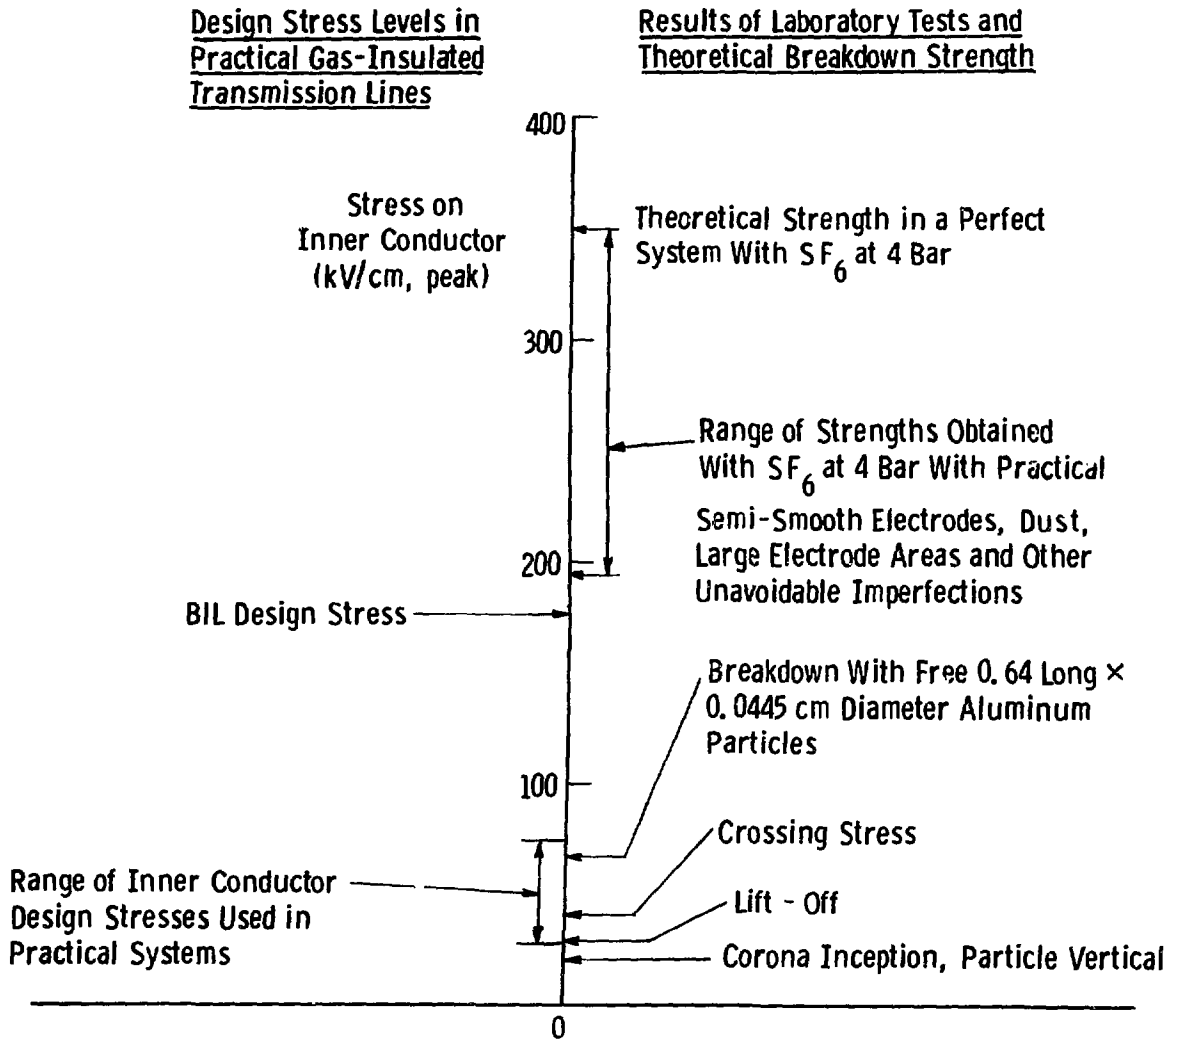 Design Stress Levels in
Practical Gas-Insulated
Transmission Lines
Results of Laboratory Tests and
Theoretical Breakdown Strength
400
Stress on
Inner Conductor
(kV/cm, peak)
Theoretical Strength in a Perfect
System With SF6 at 4 Bar
300
Range of Strengths Obtained
With SF6 at 4 Bar With Practical
Semi-Smooth Electrodes, Dust,
Large Electrode Areas and Other
Unavoidable Imperfections
200
BIL Design Stress
Breakdown With Free 0.64 Long ×
0.0445 cm Diameter Aluminum
Particles
100
Crossing Stress
Range of Inner Conductor
Design Stresses Used in
Practical Systems
Lift - Off
Corona Inception, Particle Vertical
0